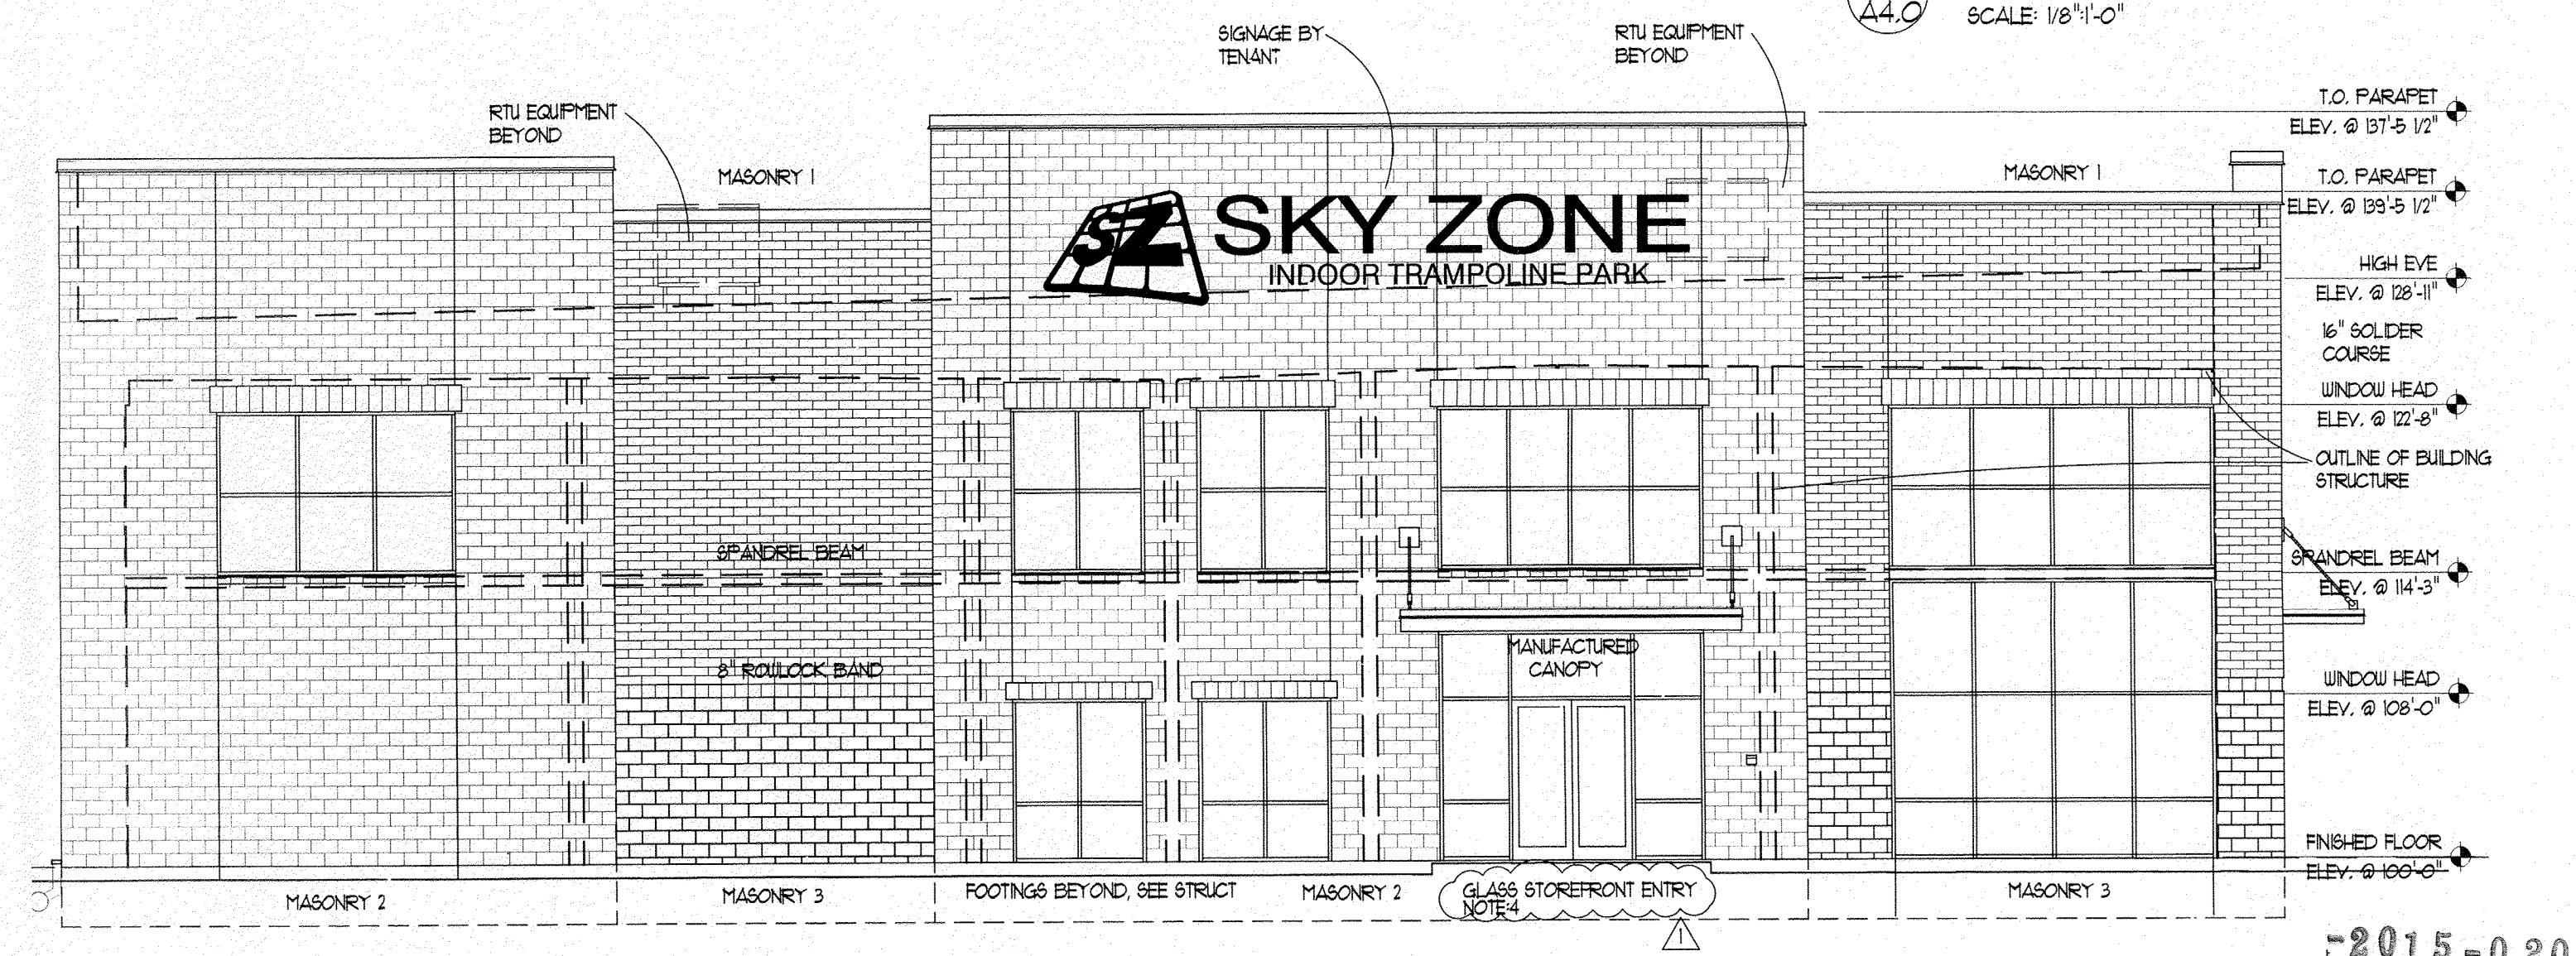 A4.0
SCALE: 1/8":1'-0"
SIGNAGE BY
TENANT
RTU EQUIPMENT
BEYOND
RTU EQUIPMENT
BEYOND
MASONRY 1
MASONRY 1
T.O. PARAPET
ELEV. @ 137'-5 1/2"
T.O. PARAPET
ELEV. @ 139'-5 1/2"
SZ SKY ZONE
INDOOR TRAMPOLINE PARK
HIGH EVE
ELEV. @ 128'-11"
16" SOLIDER
COURSE
WINDOW HEAD
ELEV. @ 122'-8"
OUTLINE OF BUILDING
STRUCTURE
SPANDREL BEAM
SPANDREL BEAM
ELEV. @ 114'-3"
8" ROWLOCK BAND
MANUFACTURED
CANOPY
WINDOW HEAD
ELEV. @ 108'-0"
FINISHED FLOOR
ELEV. @ 100'-0"
MASONRY 2
MASONRY 3
FOOTINGS BEYOND, SEE STRUCT
MASONRY 2
GLASS STOREFRONT ENTRY
NOTE:4
MASONRY 3
1
-2015-020